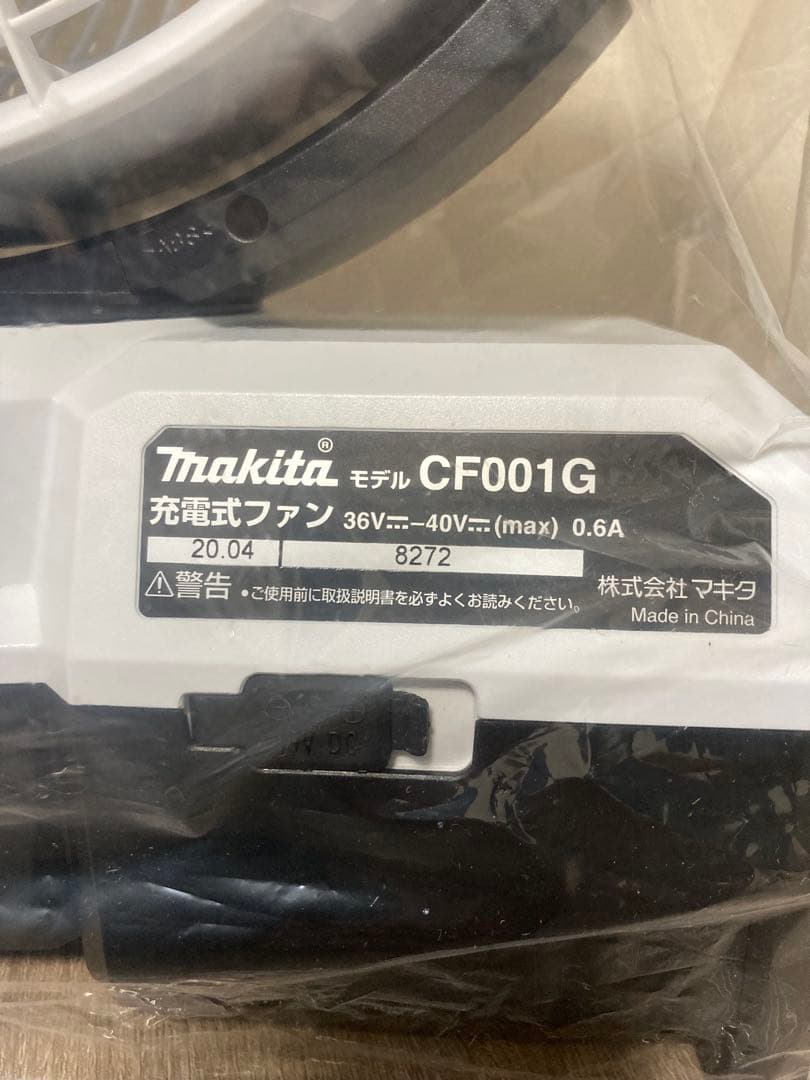 makita® モデル CF001G
充電式ファン 36V⎓–40V⎓(max) 0.6A
20.04 8272
⚠警告 •ご使用前に取扱説明書を必ずよくお読みください。
株式会社 マキタ
Made in China
V DC